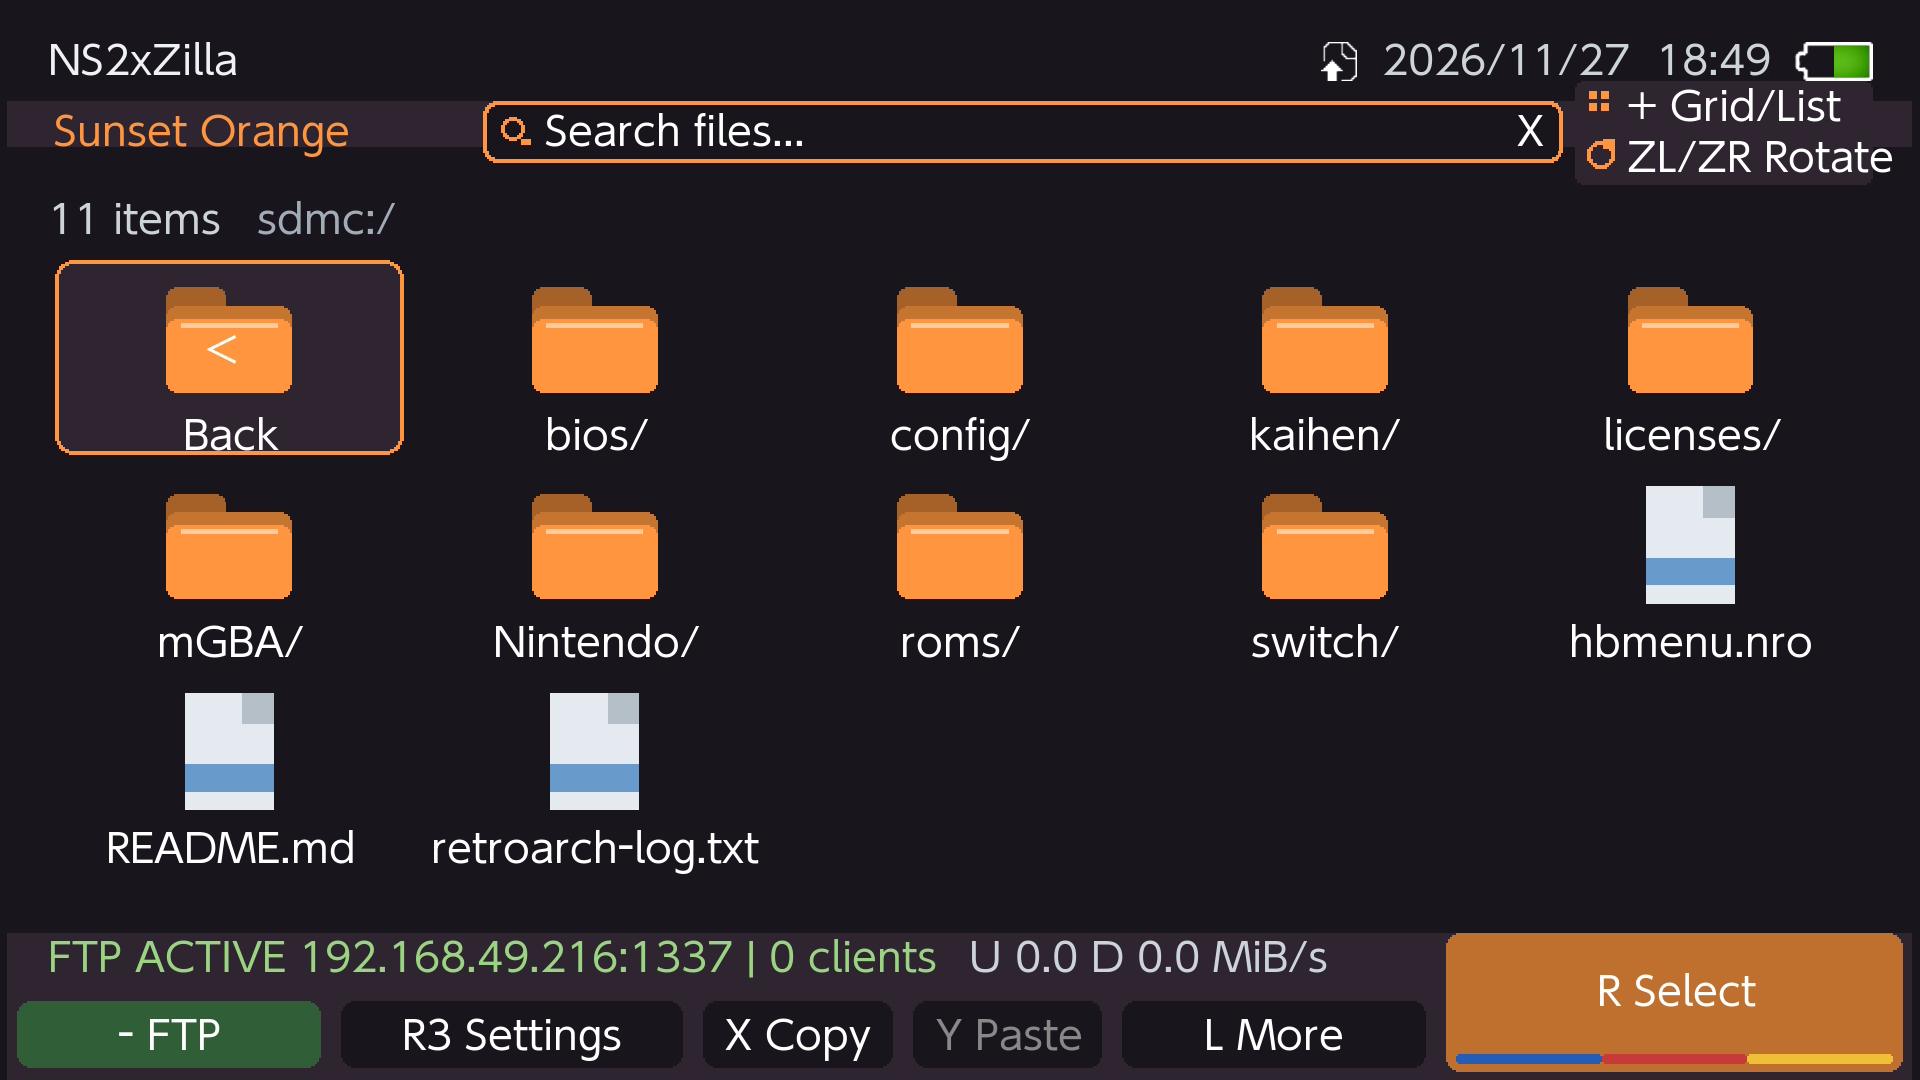 NS2xZilla
2026/11/27 18:49
Sunset Orange
Search files...
X
+ Grid/List
ZL/ZR Rotate
11 items sdmc:/
<
Back
bios/
config/
kaihen/
licenses/
mGBA/
Nintendo/
roms/
switch/
hbmenu.nro
README.md
retroarch-log.txt
FTP ACTIVE 192.168.49.216:1337 | 0 clients U 0.0 D 0.0 MiB/s
R Select
- FTP
R3 Settings
X Copy
Y Paste
L More